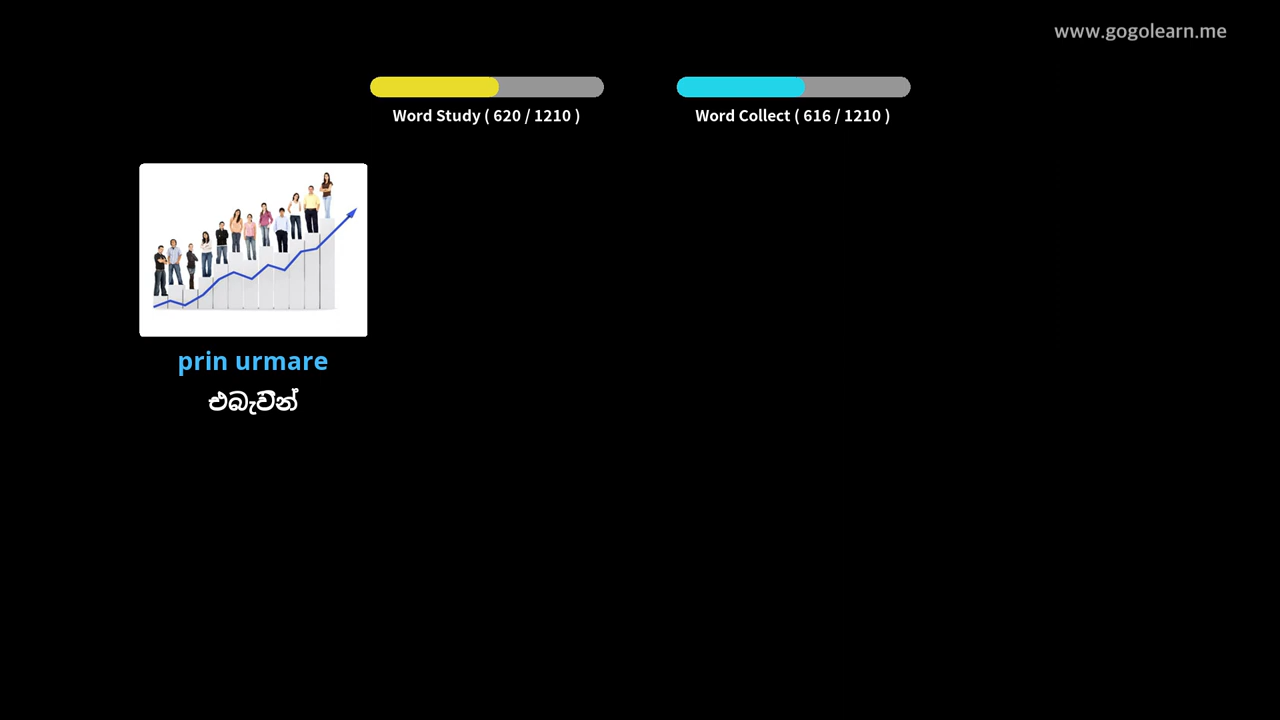 www.gogolearn.me
Word Study ( 620 / 1210 )
Word Collect ( 616 / 1210 )
prin urmare
එබැවින්